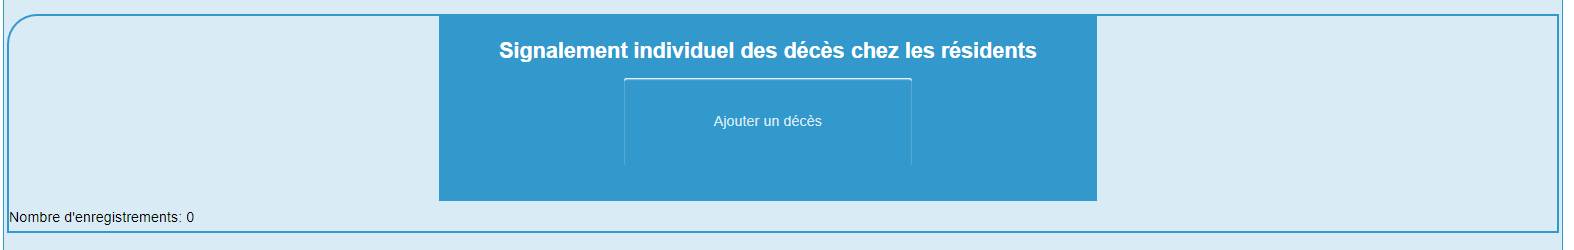 Signalement individuel des décès chez les résidents
Ajouter un décès
Nombre d'enregistrements: 0